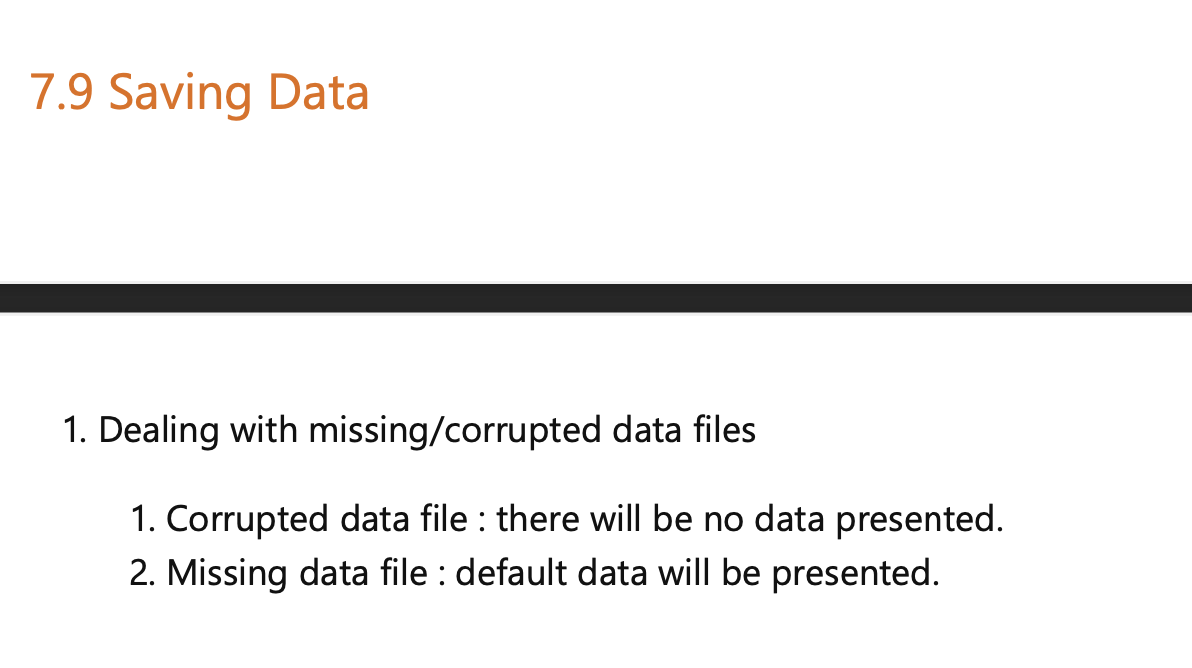 7.9 Saving Data
1. Dealing with missing/corrupted data files
1. Corrupted data file : there will be no data presented.
2. Missing data file : default data will be presented.